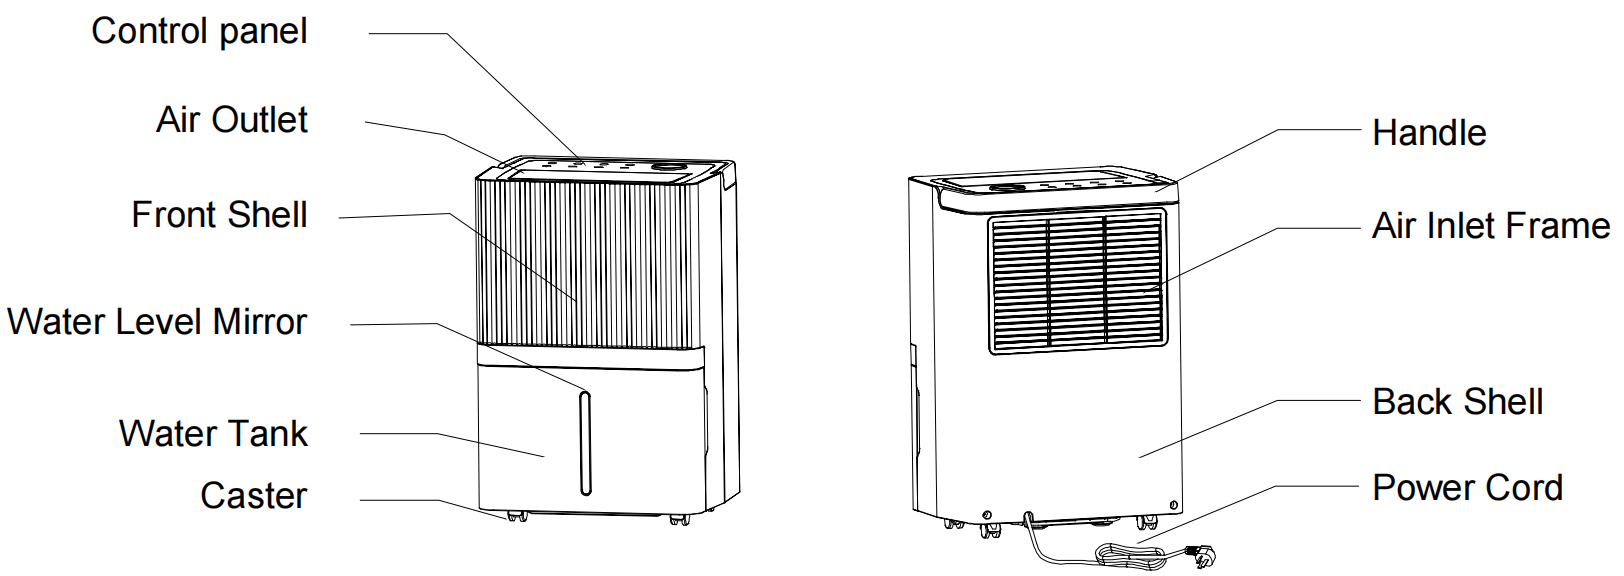 Control panel
Air Outlet
Front Shell
Water Level Mirror
Water Tank
Caster
Handle
Air Inlet Frame
Back Shell
Power Cord